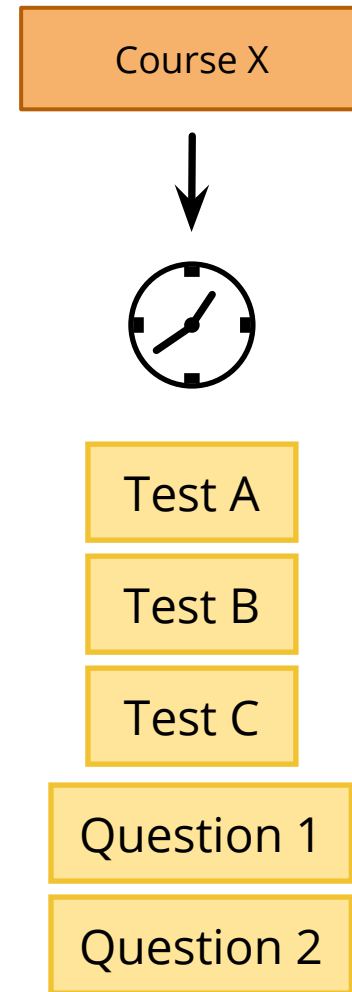 Course X
Test A
Test B
Test C
Question 1
Question 2